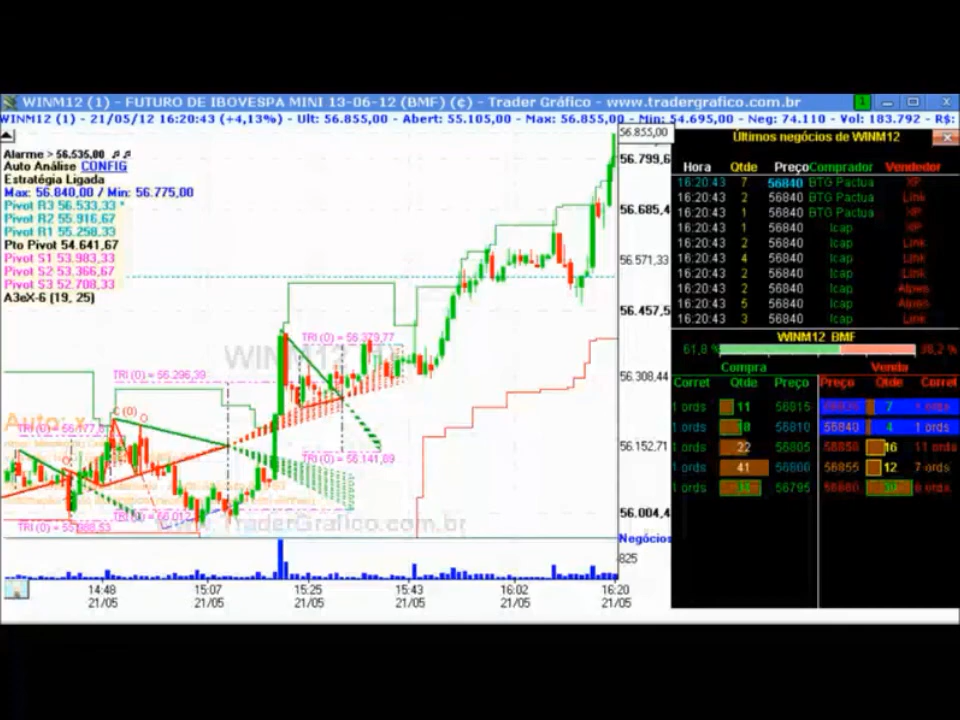 WINM12 (1) - FUTURO DE IBOVESPA MINI 13-06-12 (BMF) (¢) - Trader Gráfico - www.tradergrafico.com.br
WINM12 (1) - 21/05/12 16:20:43 (+4,13%) - Ult: 56.855,00 - Abert: 55.105,00 - Max: 56.855,00 - Min: 54.695,00 - Neg: 74.110 - Vol: 183.792 - R$:
Alarme > 56.535,00
Auto Análise CONFIG
Estratégia Ligada
Max: 56.840,00 / Min: 56.775,00
Pivot R3 56.533,33 *
Pivot R2 55.916,67
Pivot R1 55.258,33
Pto Pivot 54.641,67
Pivot S1 53.983,33
Pivot S2 53.366,67
Pivot S3 52.708,33
A3eX-6 (19, 25)
56.855,00
56.799,6
56.685,4
56.571,33
56.457,5
56.308,44
56.152,71
56.004,4
TRI (0) = 56.379,77
WINM12
TRI (0) = 56.296,39
Auto: x
C (0)
TRI (0) = 56.141,09
www.TraderGrafico.com.br
Negócios
825
14:48 15:07 15:25 15:43 16:02 16:20
21/05 21/05 21/05 21/05 21/05 21/05
Últimos negócios de WINM12
Hora Qtde Preço Comprador Vendedor
16:20:43 7 56840 BTG Pactua XP
16:20:43 2 56840 BTG Pactua Link
16:20:43 1 56840 BTG Pactua XP
16:20:43 1 56840 Icap XP
16:20:43 2 56840 Icap Link
16:20:43 4 56840 Icap Link
16:20:43 2 56840 Icap Link
16:20:43 2 56840 Icap Alpes
16:20:43 5 56840 Icap Alpes
16:20:43 3 56840 Icap Link
WINM12 BMF
61,8 % 38,2 %
Compra Venda
Corret Qtde Preço Preço Qtde Corret
1 ords 11 56815 7
1 ords 56810 56840 4 1 ords
1 ords 22 56805 56850 16 11 ords
1 ords 41 56800 56855 12 7 ords
1 ords 56795 56860